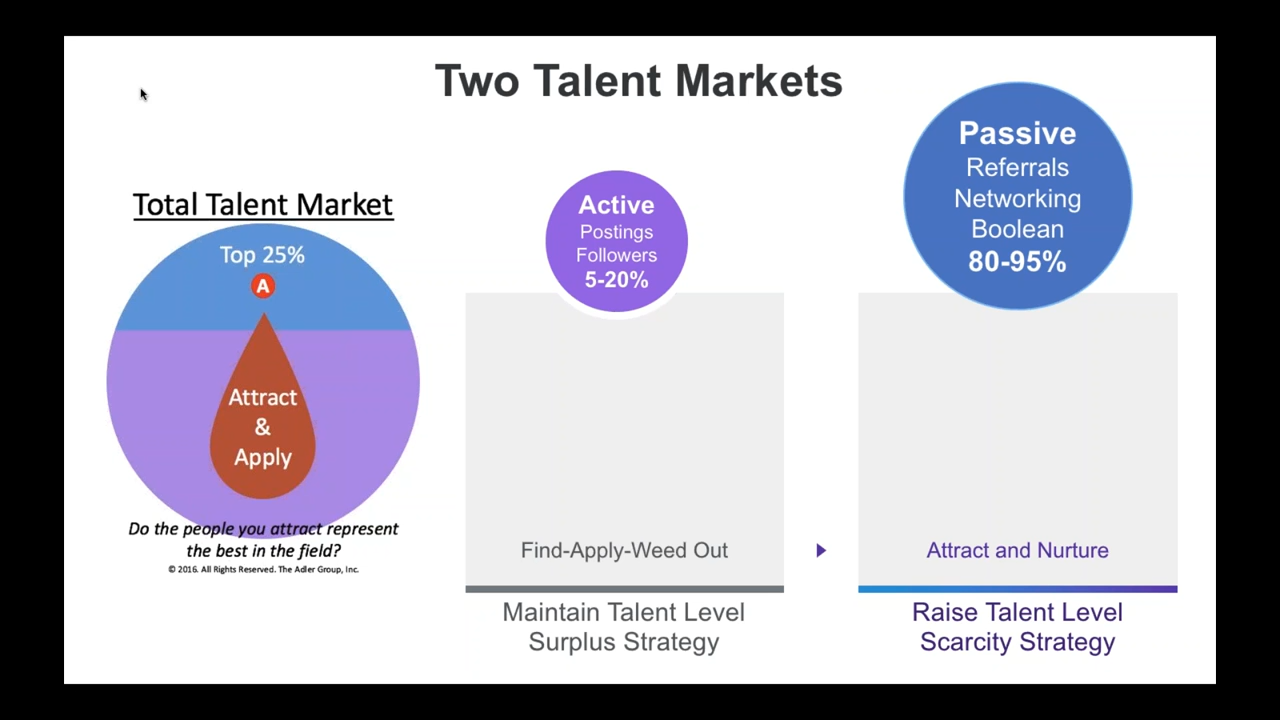 Two Talent Markets
Total Talent Market
Top 25%
A
Attract
&
Apply
Do the people you attract represent
the best in the field?
© 2016. All Rights Reserved. The Adler Group, Inc.
Active
Postings
Followers
5-20%
Find-Apply-Weed Out
Maintain Talent Level
Surplus Strategy
Passive
Referrals
Networking
Boolean
80-95%
Attract and Nurture
Raise Talent Level
Scarcity Strategy